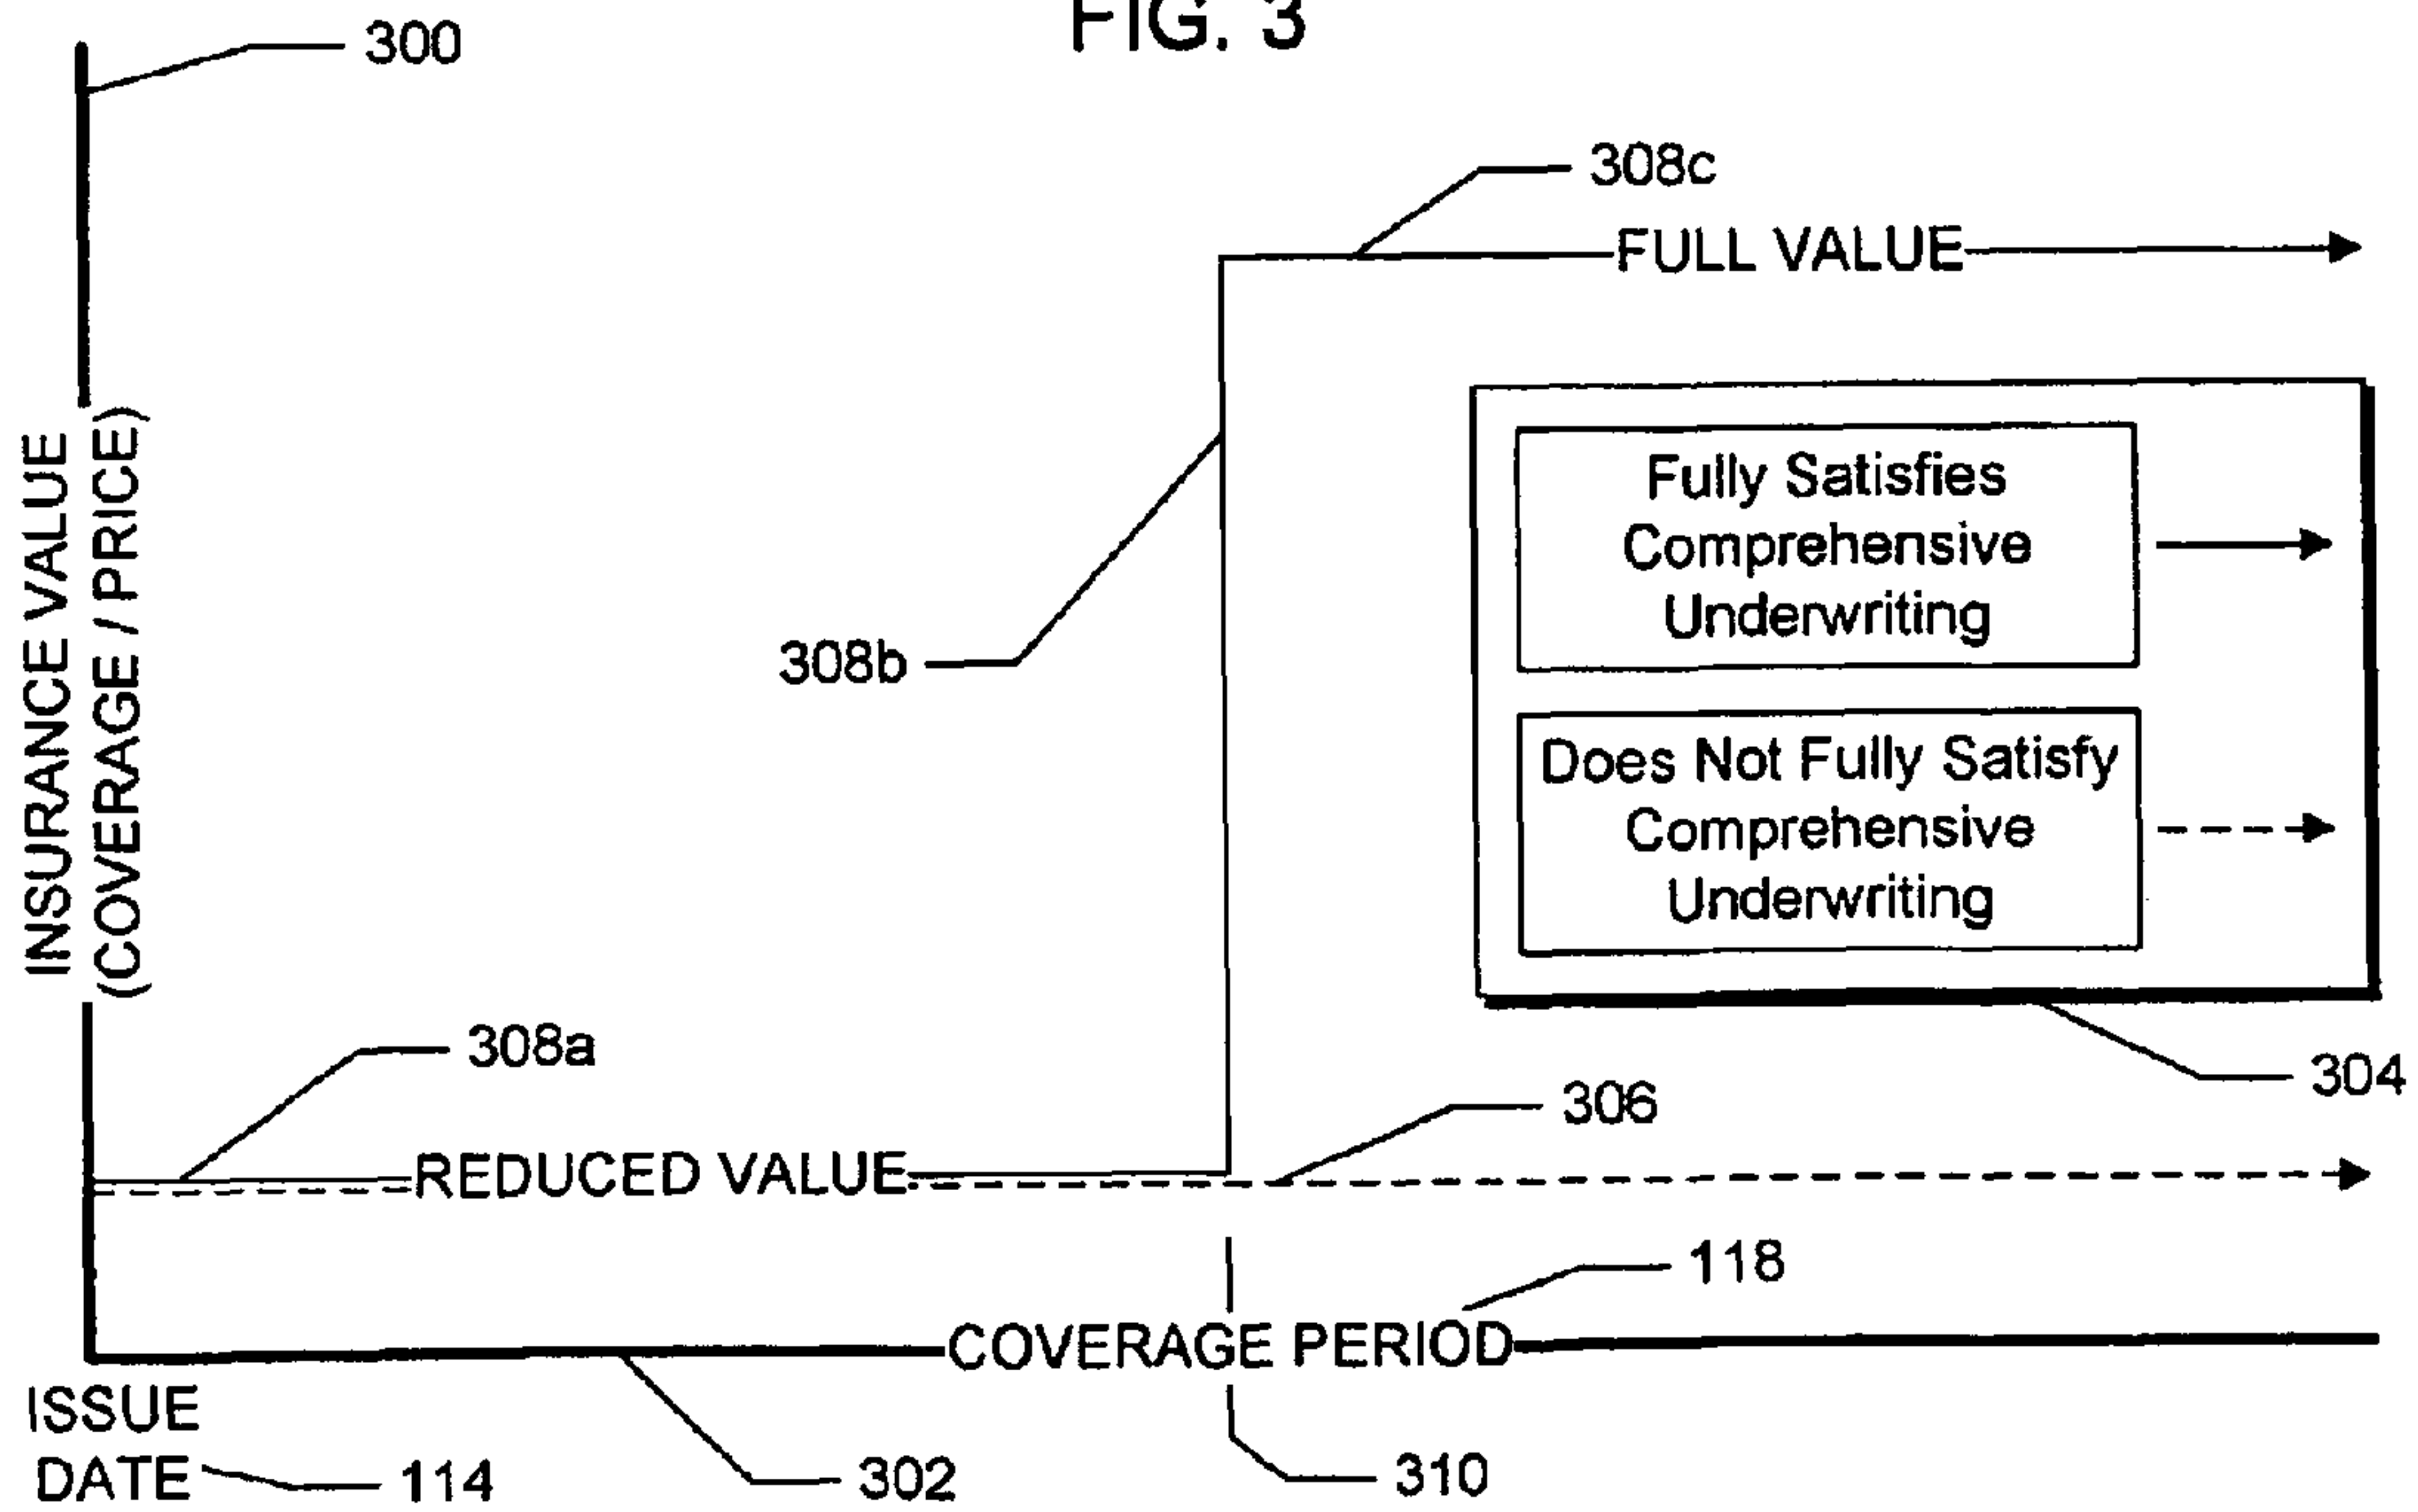 FIG. 3
300
308c
FULL VALUE
INSURANCE VALUE
(COVERAGE / PRICE)
Fully Satisfies
Comprehensive
Underwriting
308b
Does Not Fully Satisfy
Comprehensive
Underwriting
308a
304
306
REDUCED VALUE
118
COVERAGE PERIOD
ISSUE
DATE
114
302
310